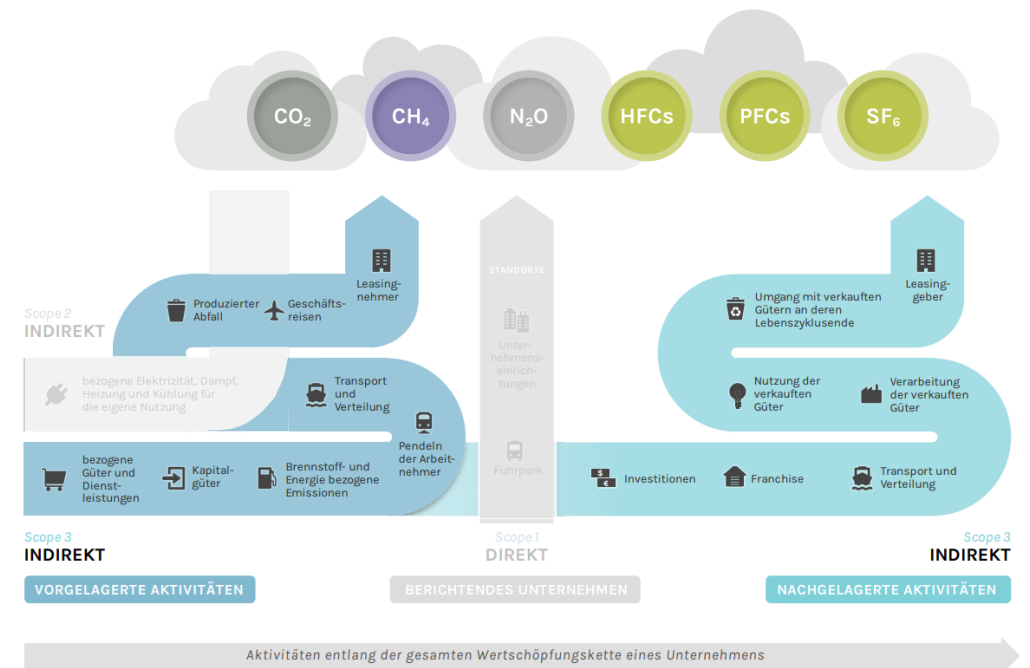 CO₂
CH₄
N₂O
HFCs
PFCs
SF₆
Leasing-
nehmer
Produzierter
Abfall
Geschäfts-
reisen
Scope 2
INDIREKT
bezogene Elektrizität, Dampf,
Heizung und Kühlung für
die eigene Nutzung
Transport
und
Verteilung
Pendeln
der Arbeit-
nehmer
bezogene
Güter und
Dienst-
leistungen
Kapital-
güter
Brennstoff- und
Energie bezogene
Emissionen
STANDORTE
Unter-
nehmens-
einrich-
tungen
Fuhrpark
Leasing-
geber
Umgang mit verkauften
Gütern an deren
Lebenszyklusende
Nutzung der
verkauften
Güter
Verarbeitung
der verkauften
Güter
$
€
Investitionen
Franchise
Transport und
Verteilung
Scope 3
INDIREKT
Scope 1
DIREKT
Scope 3
INDIREKT
VORGELAGERTE AKTIVITÄTEN
BERICHTENDES UNTERNEHMEN
NACHGELAGERTE AKTIVITÄTEN
Aktivitäten entlang der gesamten Wertschöpfungskette eines Unternehmens